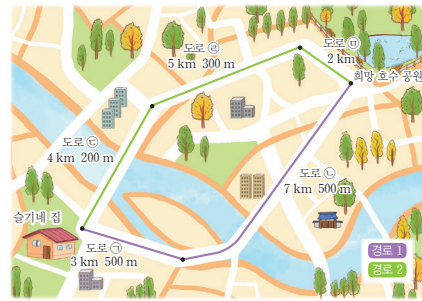 도로 ㉣
5 km 300 m
도로 ㉤
2 km
희망 호수 공원
도로 ㉢
4 km 200 m
도로 ㉡
7 km 500 m
슬기네 집
도로 ㉠
3 km 500 m
경로 1
경로 2